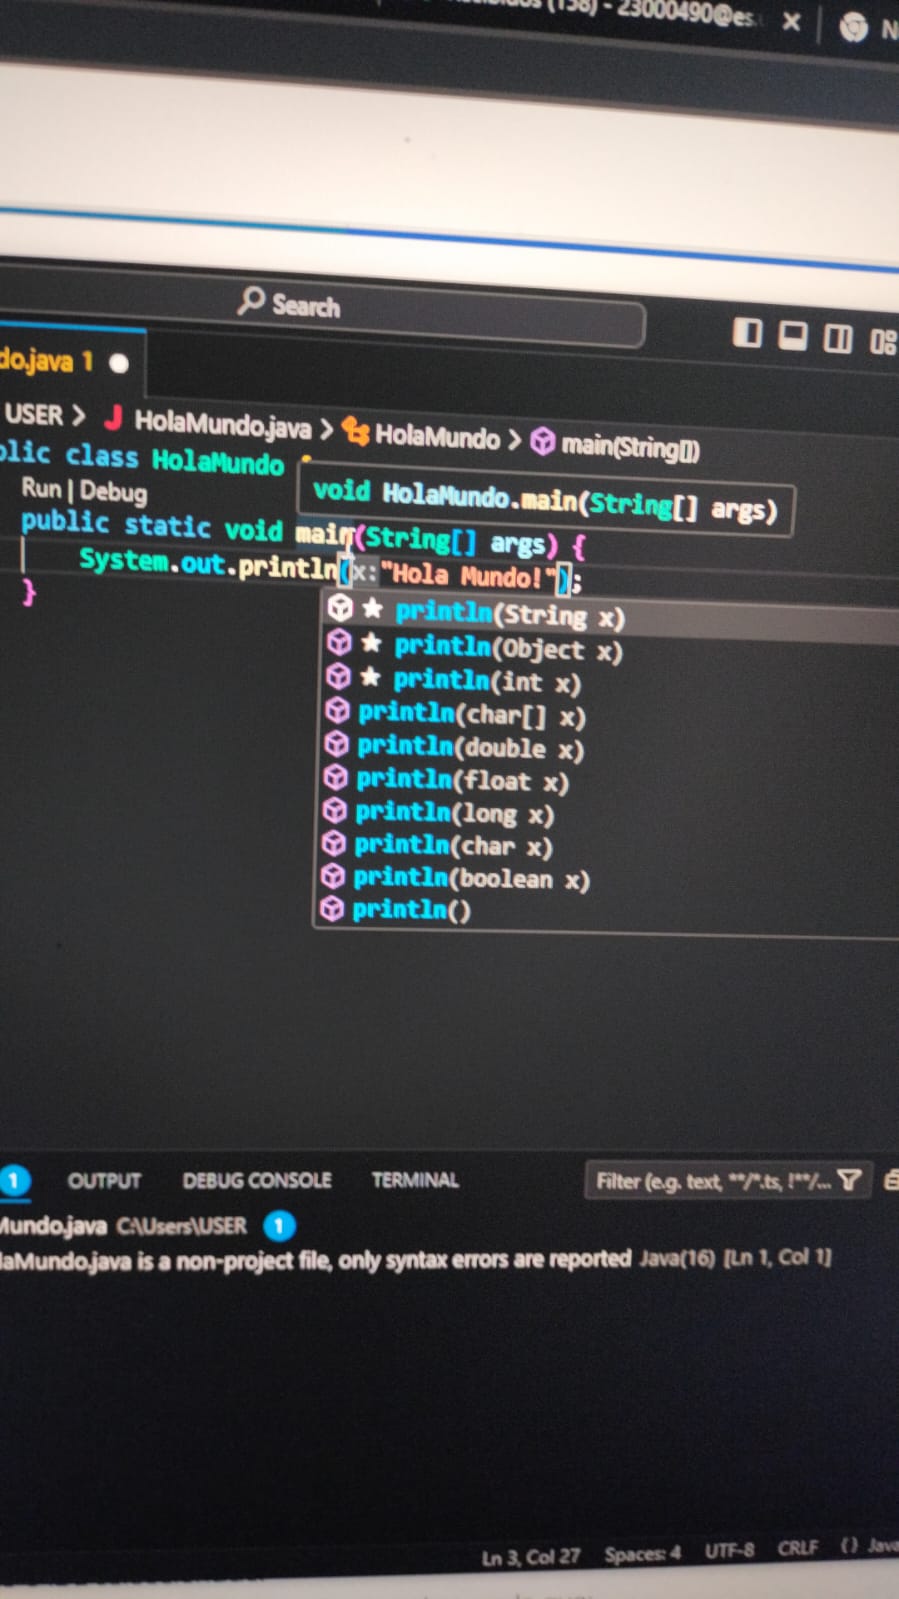 (158) - 23000490@es.
Search
do.java 1
USER > HolaMundo.java > HolaMundo > main(String[])
blic class HolaMundo {
Run | Debug
void HolaMundo.main(String[] args)
public static void main(String[] args) {
System.out.println(x:"Hola Mundo!");
}
★ println(String x)
★ println(Object x)
★ println(int x)
println(char[] x)
println(double x)
println(float x)
println(long x)
println(char x)
println(boolean x)
println()
1 OUTPUT DEBUG CONSOLE TERMINAL Filter (e.g. text, **/*.ts, !**/...
Mundo.java C:\Users\USER 1
laMundo.java is a non-project file, only syntax errors are reported Java(16) [Ln 1, Col 1]
Ln 3, Col 27 Spaces: 4 UTF-8 CRLF {} Java